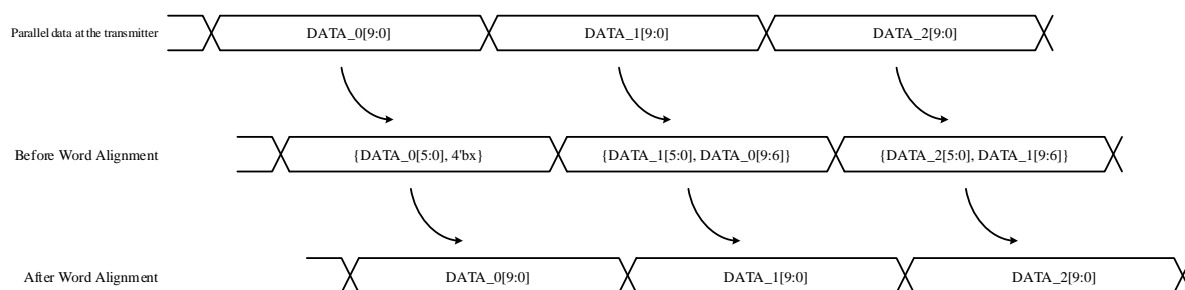 Parallel data at the transmitter DATA_0[9:0] DATA_1[9:0] DATA_2[9:0]
Before Word Alignment {DATA_0[5:0], 4'bx} {DATA_1[5:0], DATA_0[9:6]} {DATA_2[5:0], DATA_1[9:6]}
After Word Alignment DATA_0[9:0] DATA_1[9:0] DATA_2[9:0]